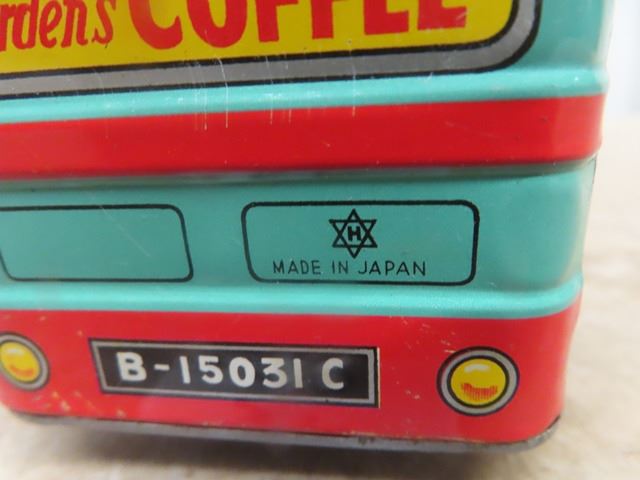 rden's COFFEE
H
MADE IN JAPAN
B-15031 C